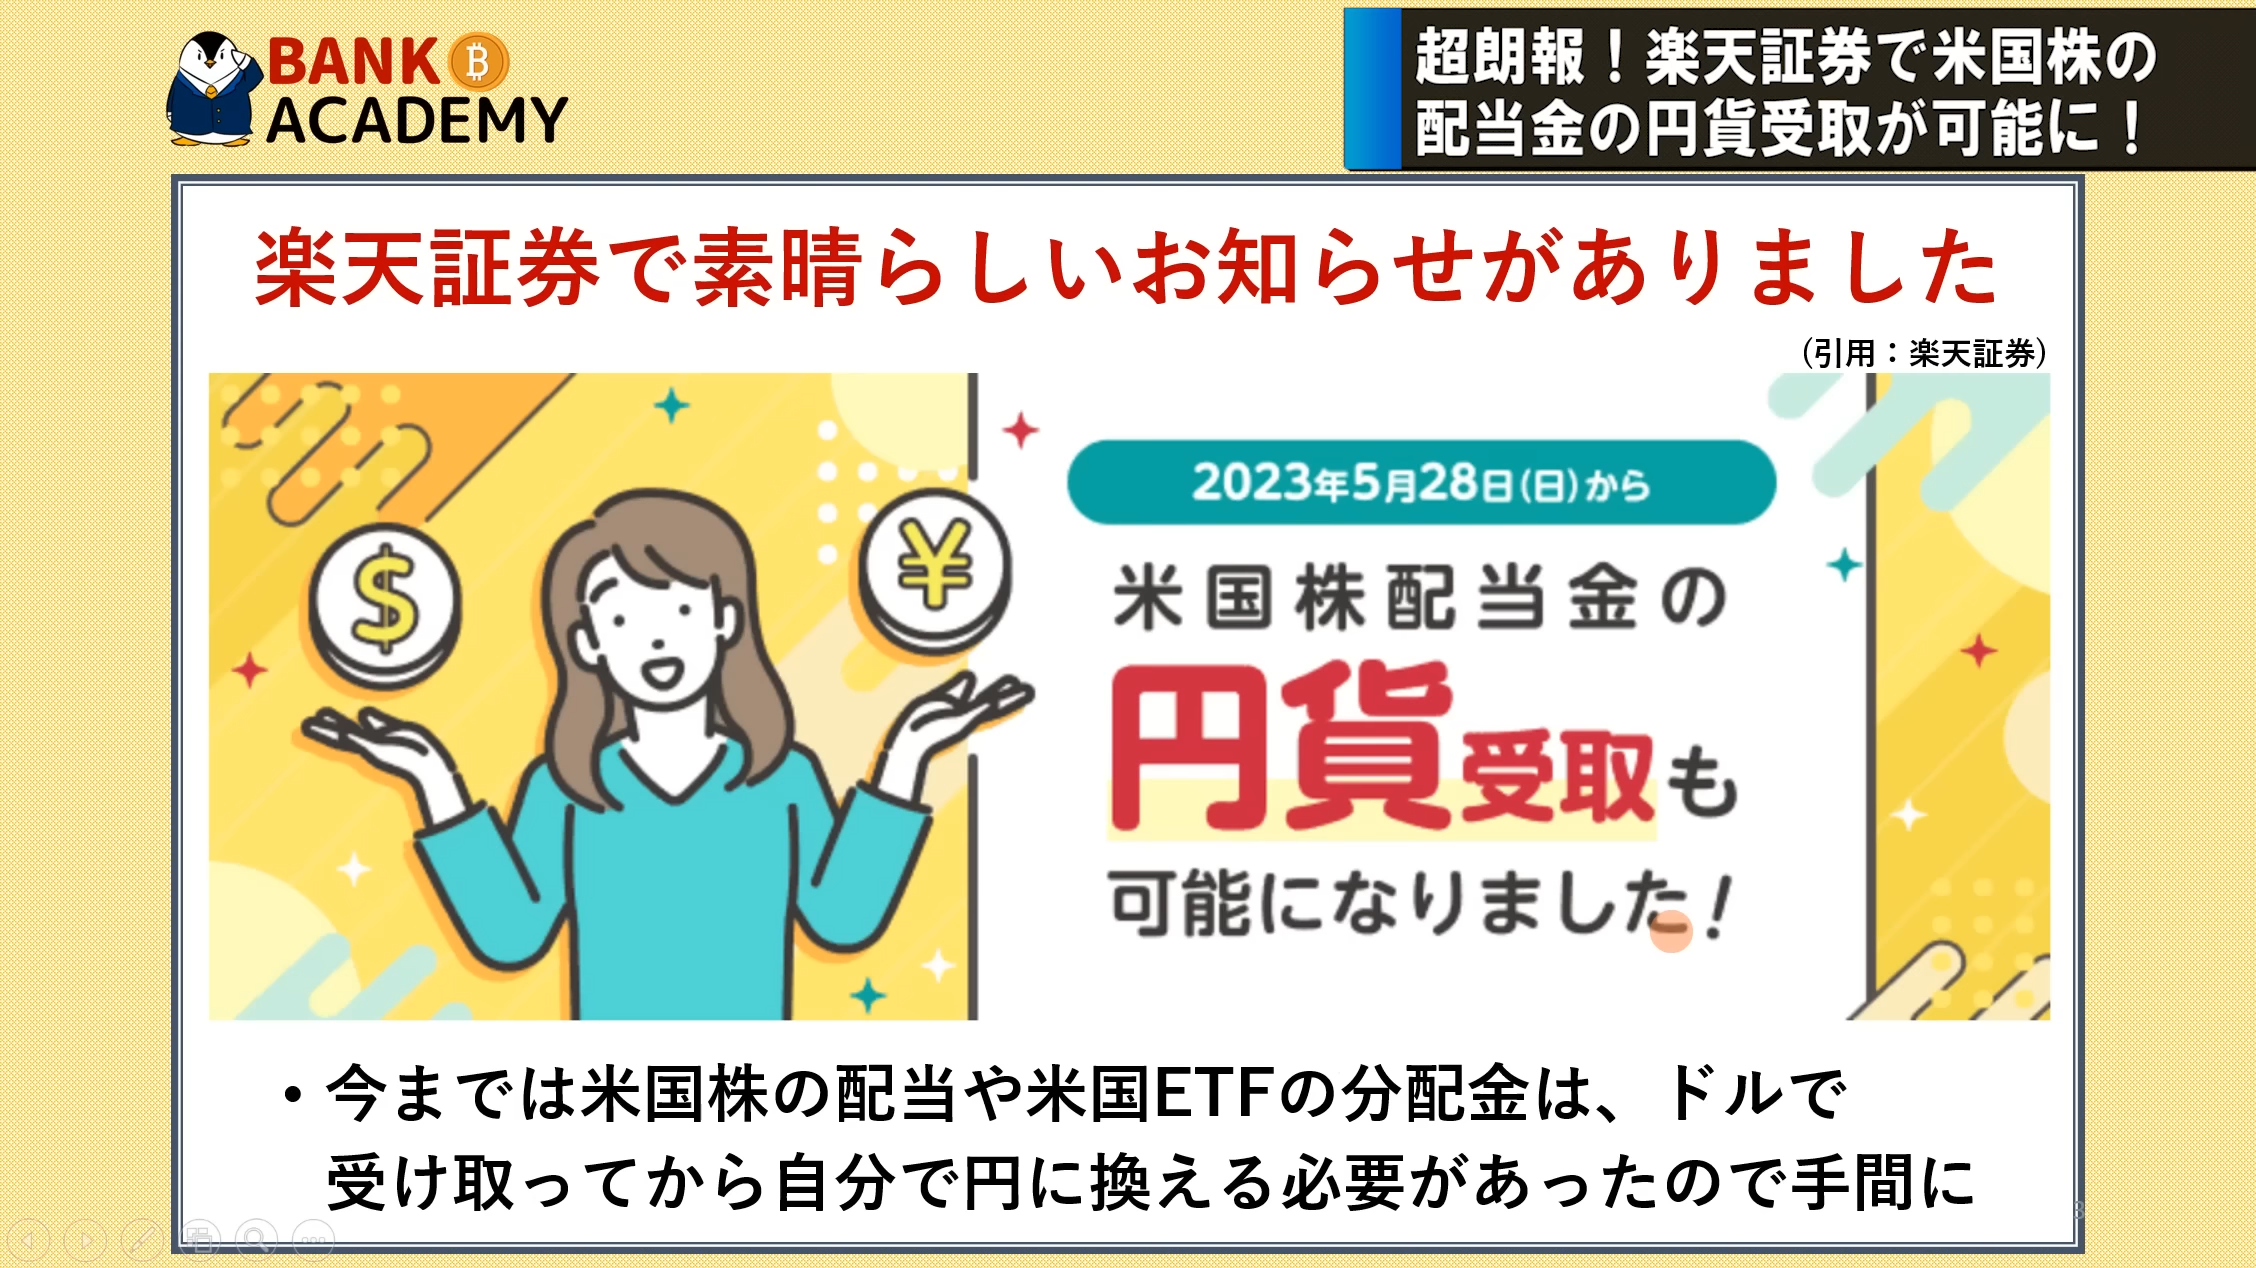 BANK
ACADEMY
超朗報！楽天証券で米国株の
配当金の円貨受取が可能に！
楽天証券で素晴らしいお知らせがありました
(引用：楽天証券)
$
¥
2023年5月28日(日)から
米国株配当金の
円貨受取も
可能になりました!
・今までは米国株の配当や米国ETFの分配金は、ドルで
受け取ってから自分で円に換える必要があったので手間に
3